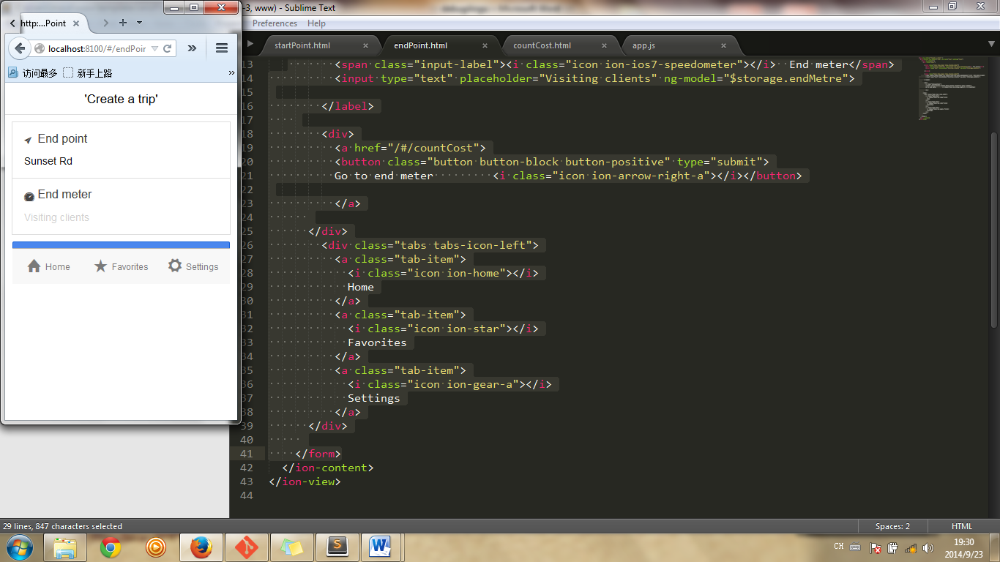 -3, www) - Sublime Text
Preferences Help
http:...Point
localhost:8100/#/endPoir
访问最多 新手上路
'Create a trip'
End point
Sunset Rd
End meter
Visiting clients
Home Favorites Settings
startPoint.html endPoint.html countCost.html app.js
13 <span class="input-label"><i class="icon ion-ios7-speedometer"></i>  End meter</span>
14 <input type="text" placeholder="Visiting clients" ng-model="$storage.endMetre">
15
16 </label>
17
18 <div>
19 <a href="/#/countCost">
20 <button class="button button-block button-positive" type="submit">
21 Go to end meter         <i class="icon ion-arrow-right-a"></i></button>
22
23 </a>
24
25 </div>
26 <div class="tabs tabs-icon-left">
27 <a class="tab-item">
28 <i class="icon ion-home"></i>
29 Home
30 </a>
31 <a class="tab-item">
32 <i class="icon ion-star"></i>
33 Favorites
34 </a>
35 <a class="tab-item">
36 <i class="icon ion-gear-a"></i>
37 Settings
38 </a>
39 </div>
40
41 </form>
42 </ion-content>
43 </ion-view>
44
29 lines, 847 characters selected Spaces: 2 HTML
CH 19:30
2014/9/23